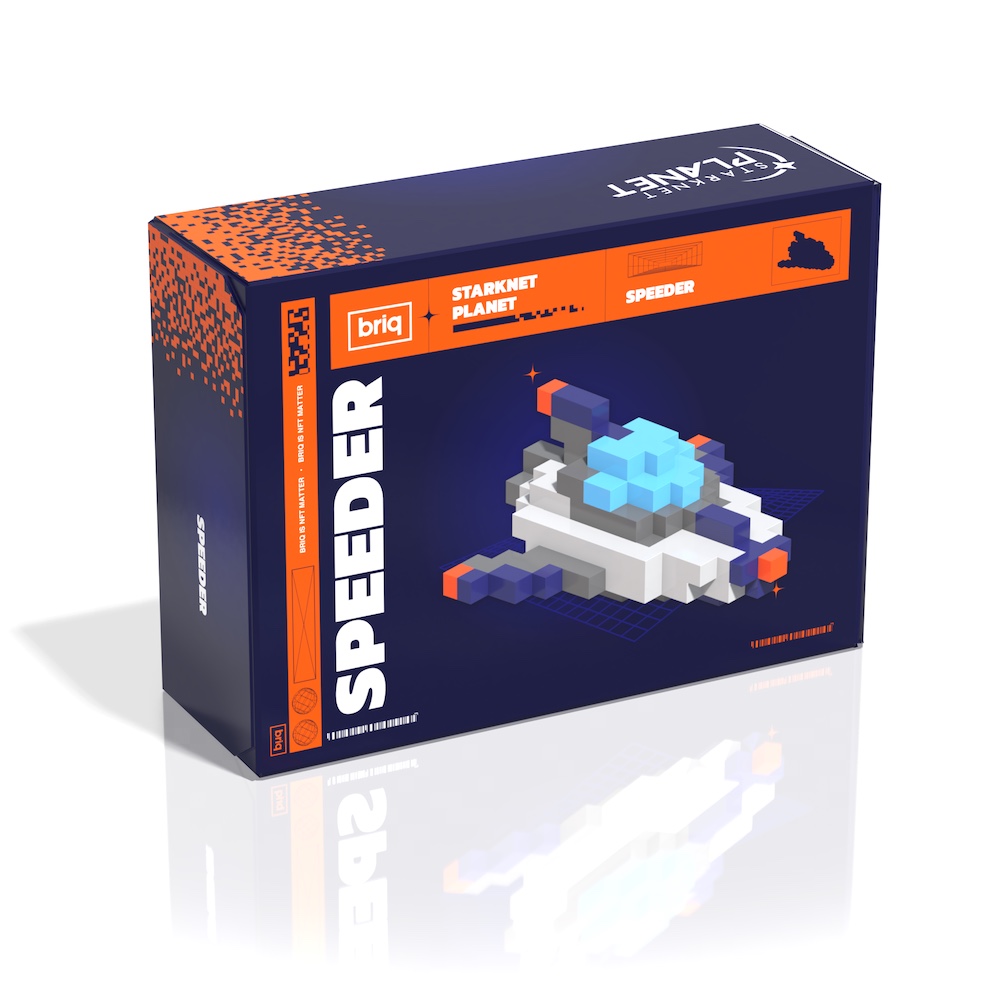 STARKNET
PLANET
briq
STARKNET
PLANET
SPEEDER
BRIQ IS NFT MATTER · BRIQ IS NFT MATTER
SPEEDER
SPEEDER
briq